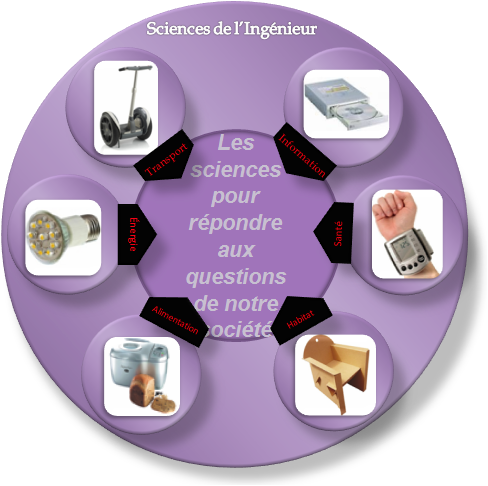 Sciences de l'Ingénieur
Transport
Information
Les
sciences
pour
répondre
aux
questions
de notre
société
Energie
Santé
Alimentation
Habitat